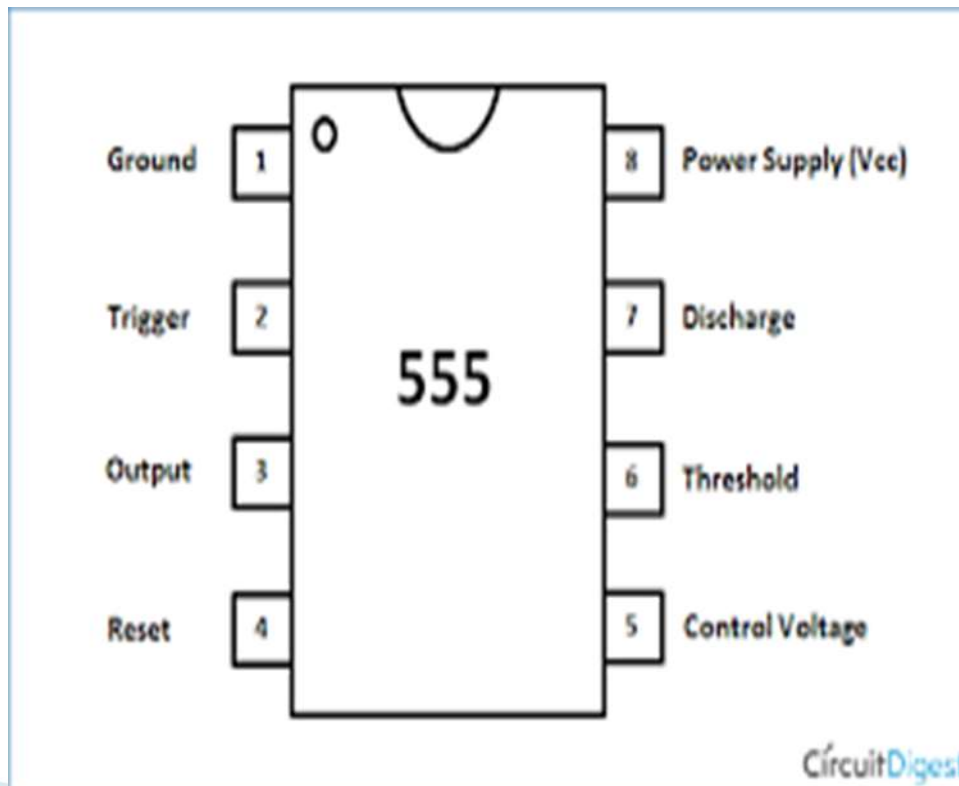 Ground 1 8 Power Supply (Vcc)
Trigger 2 7 Discharge
555
Output 3 6 Threshold
Reset 4 5 Control Voltage
CircuitDigest